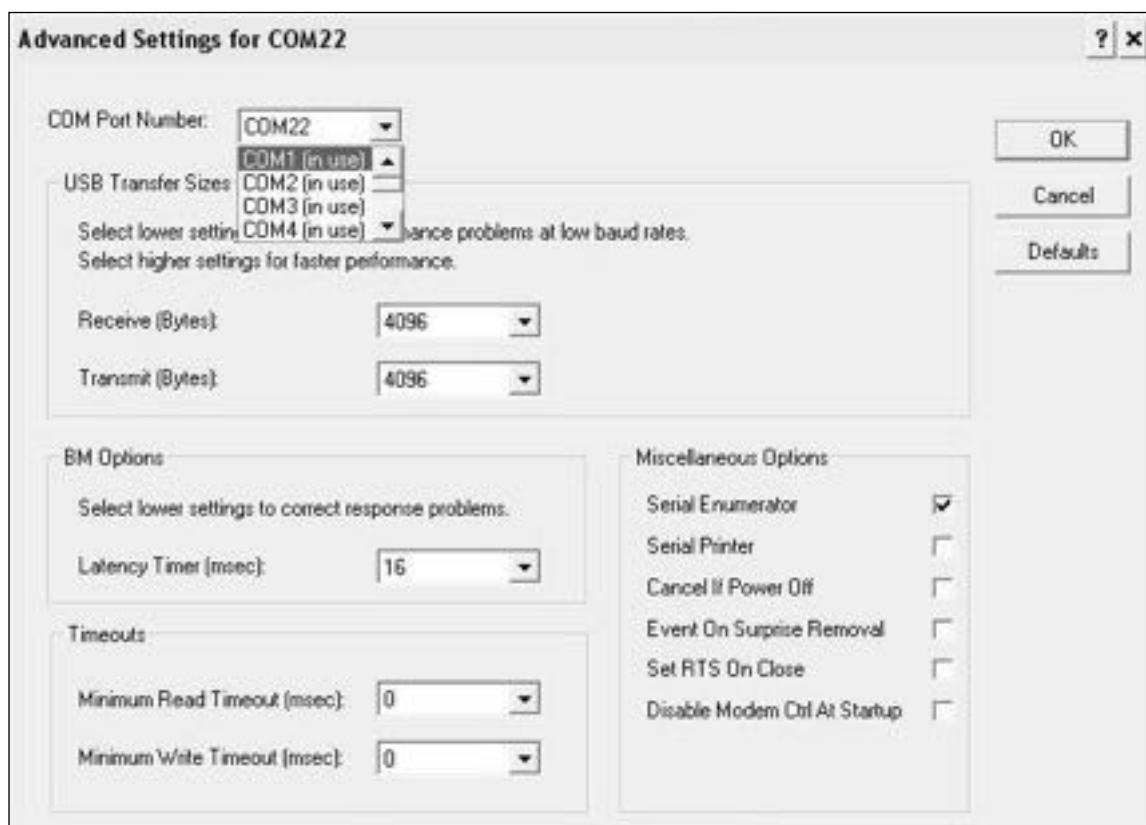 Advanced Settings for COM22
? ×
COM Port Number: COM22
COM1 (in use)
COM2 (in use)
COM3 (in use)
COM4 (in use)
OK
Cancel
Defaults
USB Transfer Sizes
Select lower settin mance problems at low baud rates.
Select higher settings for faster performance.
Receive (Bytes): 4096
Transmit (Bytes): 4096
BM Options
Select lower settings to correct response problems.
Latency Timer (msec): 16
Timeouts
Minimum Read Timeout (msec): 0
Minimum Write Timeout (msec): 0
Miscellaneous Options
Serial Enumerator
Serial Printer
Cancel If Power Off
Event On Surprise Removal
Set RTS On Close
Disable Modem Ctrl At Startup